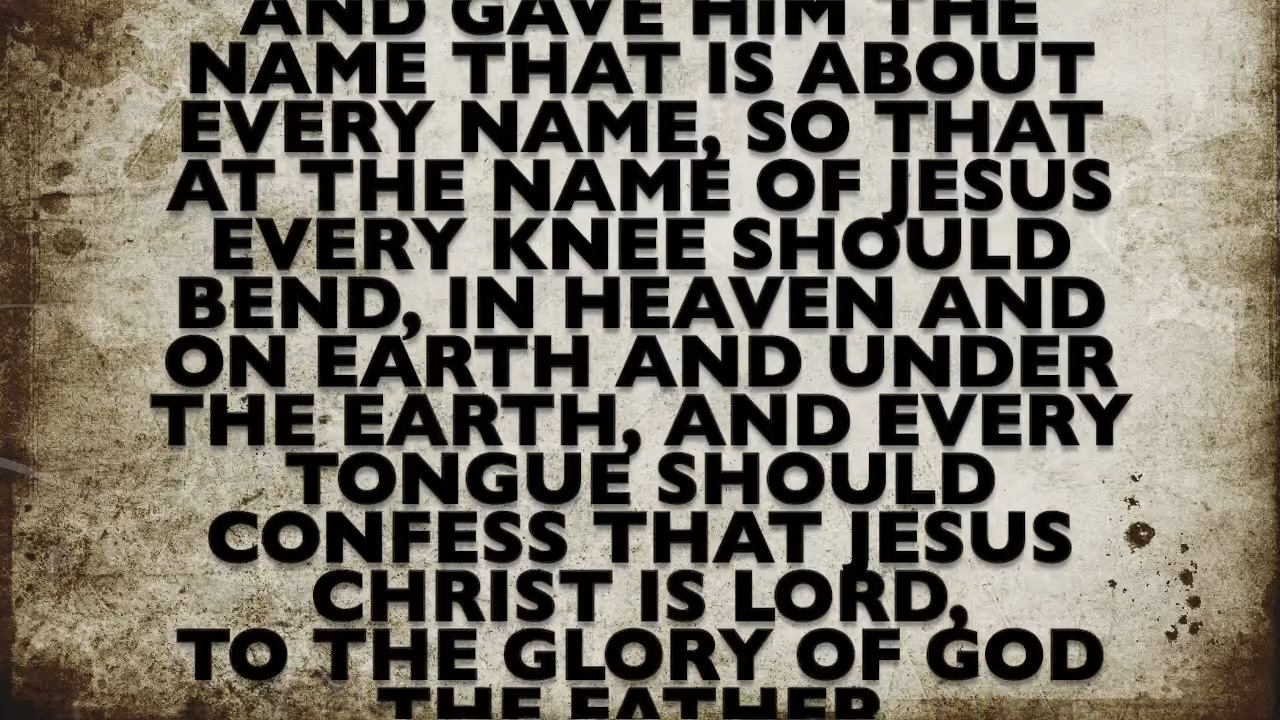 AND GAVE HIM THE
NAME THAT IS ABOUT
EVERY NAME, SO THAT
AT THE NAME OF JESUS
EVERY KNEE SHOULD
BEND, IN HEAVEN AND
ON EARTH AND UNDER
THE EARTH, AND EVERY
TONGUE SHOULD
CONFESS THAT JESUS
CHRIST IS LORD,
TO THE GLORY OF GOD
THE FATHER